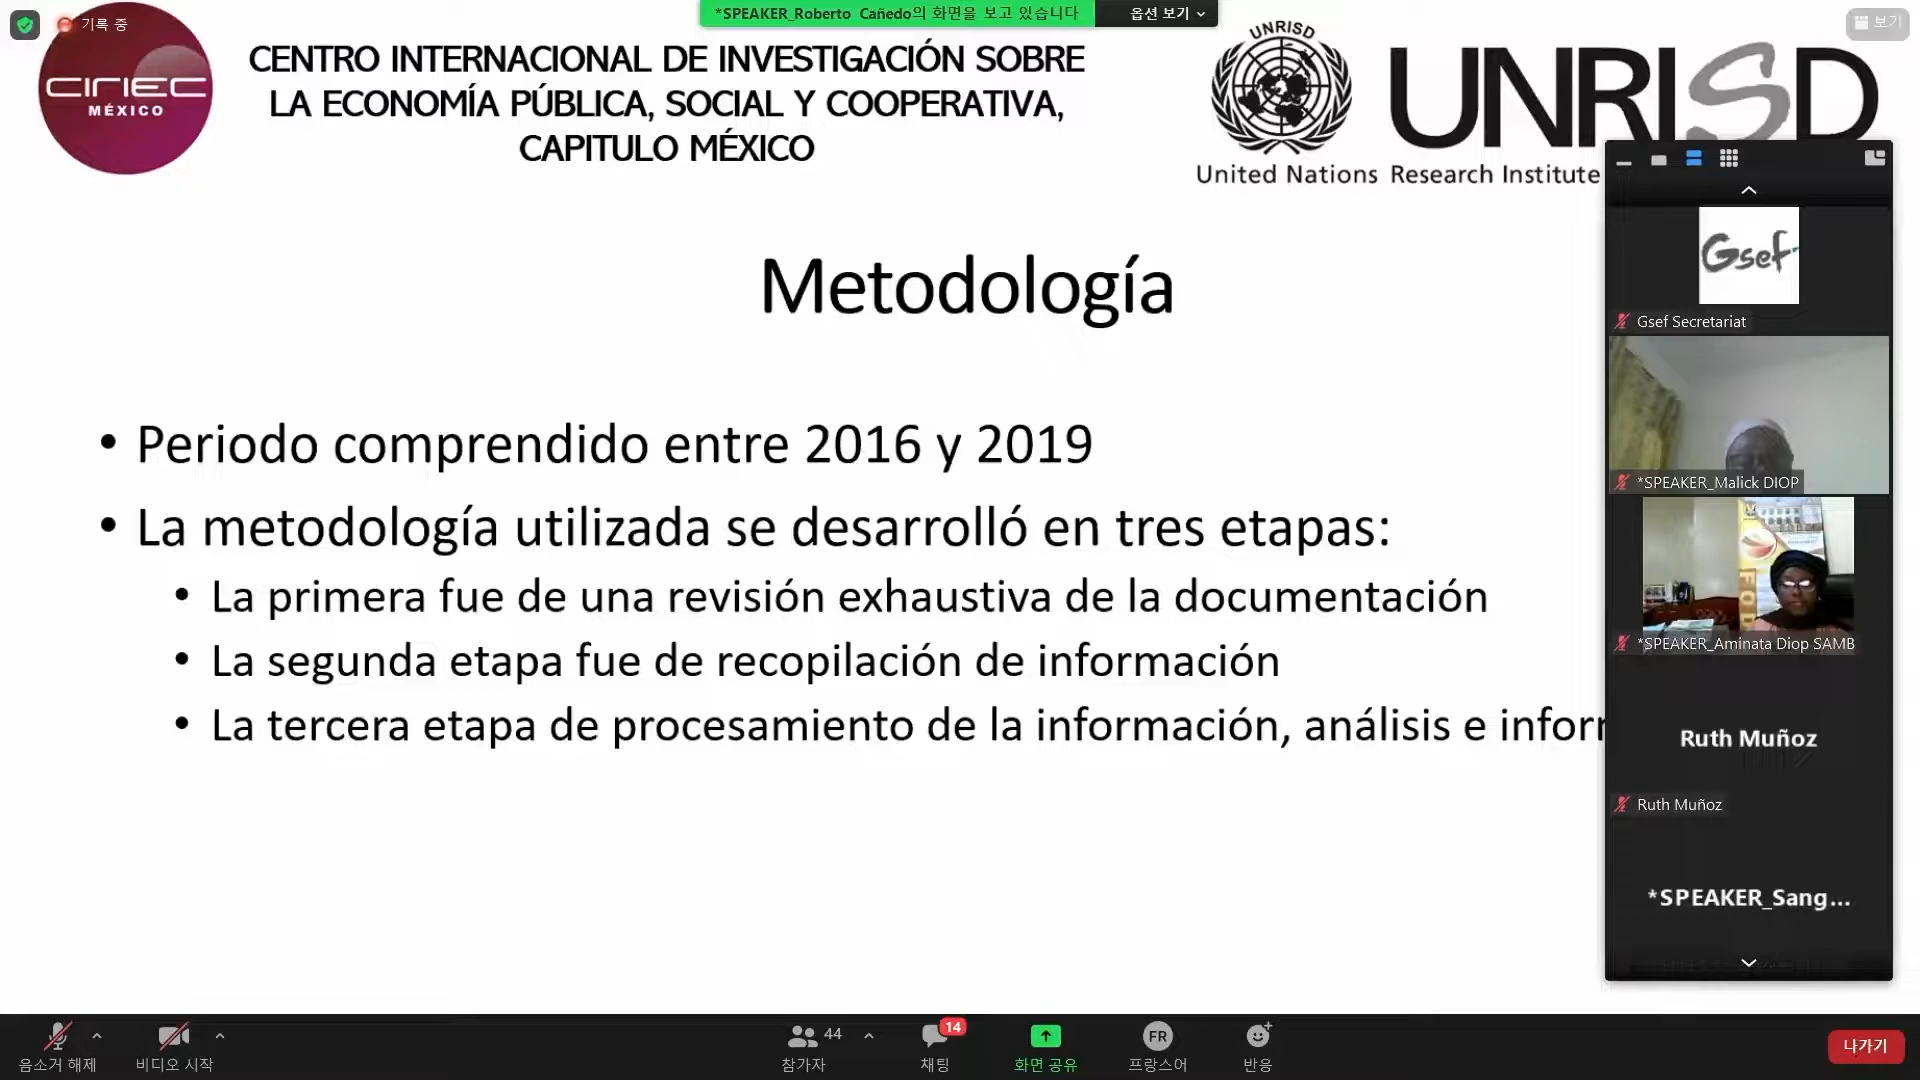 기록 중
*SPEAKER_Roberto Cañedo의 화면을 보고 있습니다
옵션 보기
보기
CIRIEC
MÉXICO
CENTRO INTERNACIONAL DE INVESTIGACIÓN SOBRE
LA ECONOMÍA PÚBLICA, SOCIAL Y COOPERATIVA,
CAPITULO MÉXICO
UNRISD
UNRISD
United Nations Research Institute
Metodología
• Periodo comprendido entre 2016 y 2019
• La metodología utilizada se desarrolló en tres etapas:
• La primera fue de una revisión exhaustiva de la documentación
• La segunda etapa fue de recopilación de información
• La tercera etapa de procesamiento de la información, análisis e
Gsef
Gsef Secretariat
*SPEAKER_Malick DIOP
*SPEAKER_Aminata Diop SAMB
Ruth Muñoz
Ruth Muñoz
*SPEAKER_Sang...
음소거 해제
비디오 시작
44
참가자
14
채팅
화면 공유
FR
프랑스어
반응
나가기